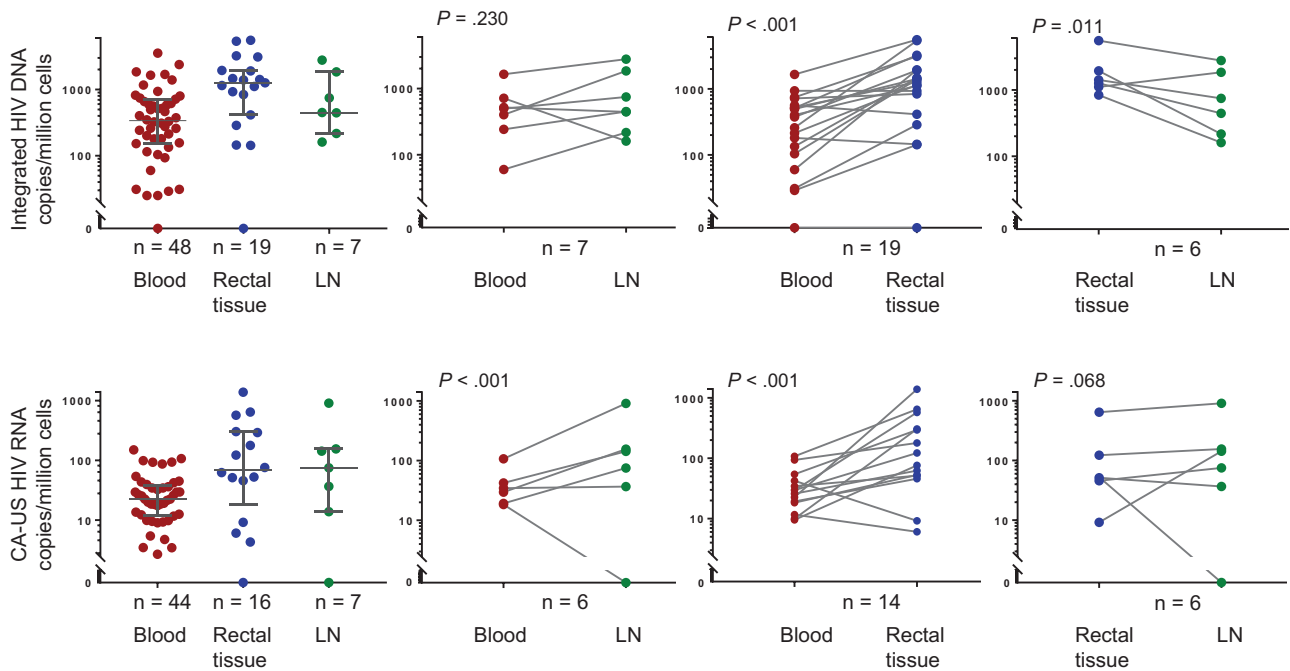 Integrated HIV DNA
copies/million cells
1000
100
0
n = 48
n = 19
n = 7
Blood
Rectal
tissue
LN
P = .230
1000
100
0
n = 7
Blood
LN
P < .001
1000
100
0
n = 19
Blood
Rectal
tissue
P = .011
1000
100
0
n = 6
Rectal
tissue
LN
CA-US HIV RNA
copies/million cells
1000
100
10
0
n = 44
n = 16
n = 7
Blood
Rectal
tissue
LN
P < .001
1000
100
10
0
n = 6
Blood
LN
P < .001
1000
100
10
0
n = 14
Blood
Rectal
tissue
P = .068
1000
100
10
0
n = 6
Rectal
tissue
LN